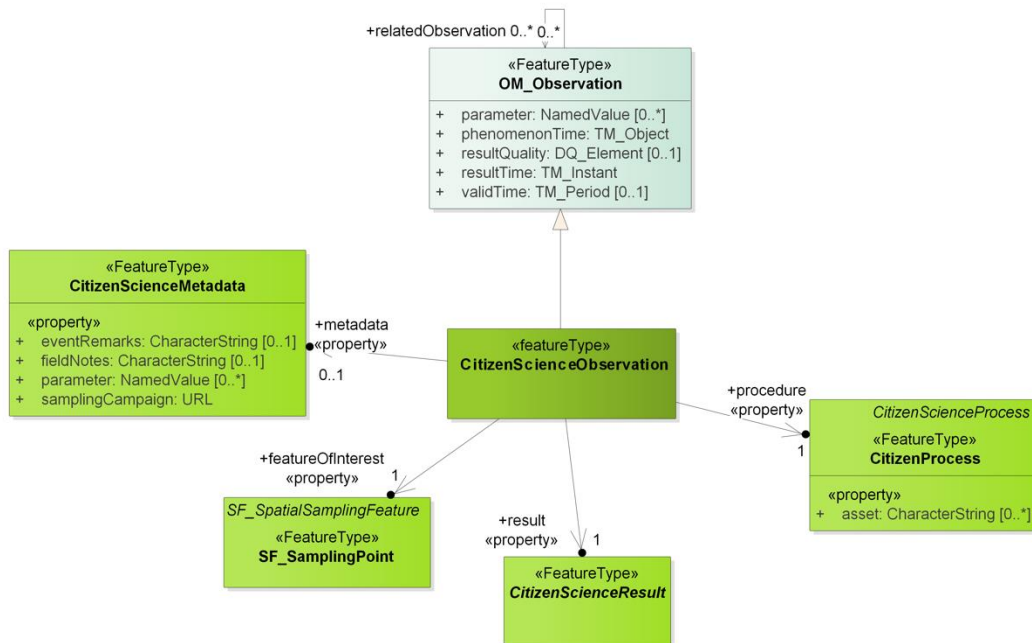 +relatedObservation 0..* 0..*
«FeatureType»
OM_Observation
+ parameter: NamedValue [0..*]
+ phenomenonTime: TM_Object
+ resultQuality: DQ_Element [0..1]
+ resultTime: TM_Instant
+ validTime: TM_Period [0..1]
«FeatureType»
CitizenScienceMetadata
«property»
+ eventRemarks: CharacterString [0..1]
+ fieldNotes: CharacterString [0..1]
+ parameter: NamedValue [0..*]
+ samplingCampaign: URL
+metadata
«property»
0..1
«featureType»
CitizenScienceObservation
+procedure
«property»
1
CitizenScienceProcess
«FeatureType»
CitizenProcess
«property»
+ asset: CharacterString [0..*]
+featureOfInterest
«property»
1
SF_SpatialSamplingFeature
«FeatureType»
SF_SamplingPoint
+result
«property»
1
«FeatureType»
CitizenScienceResult